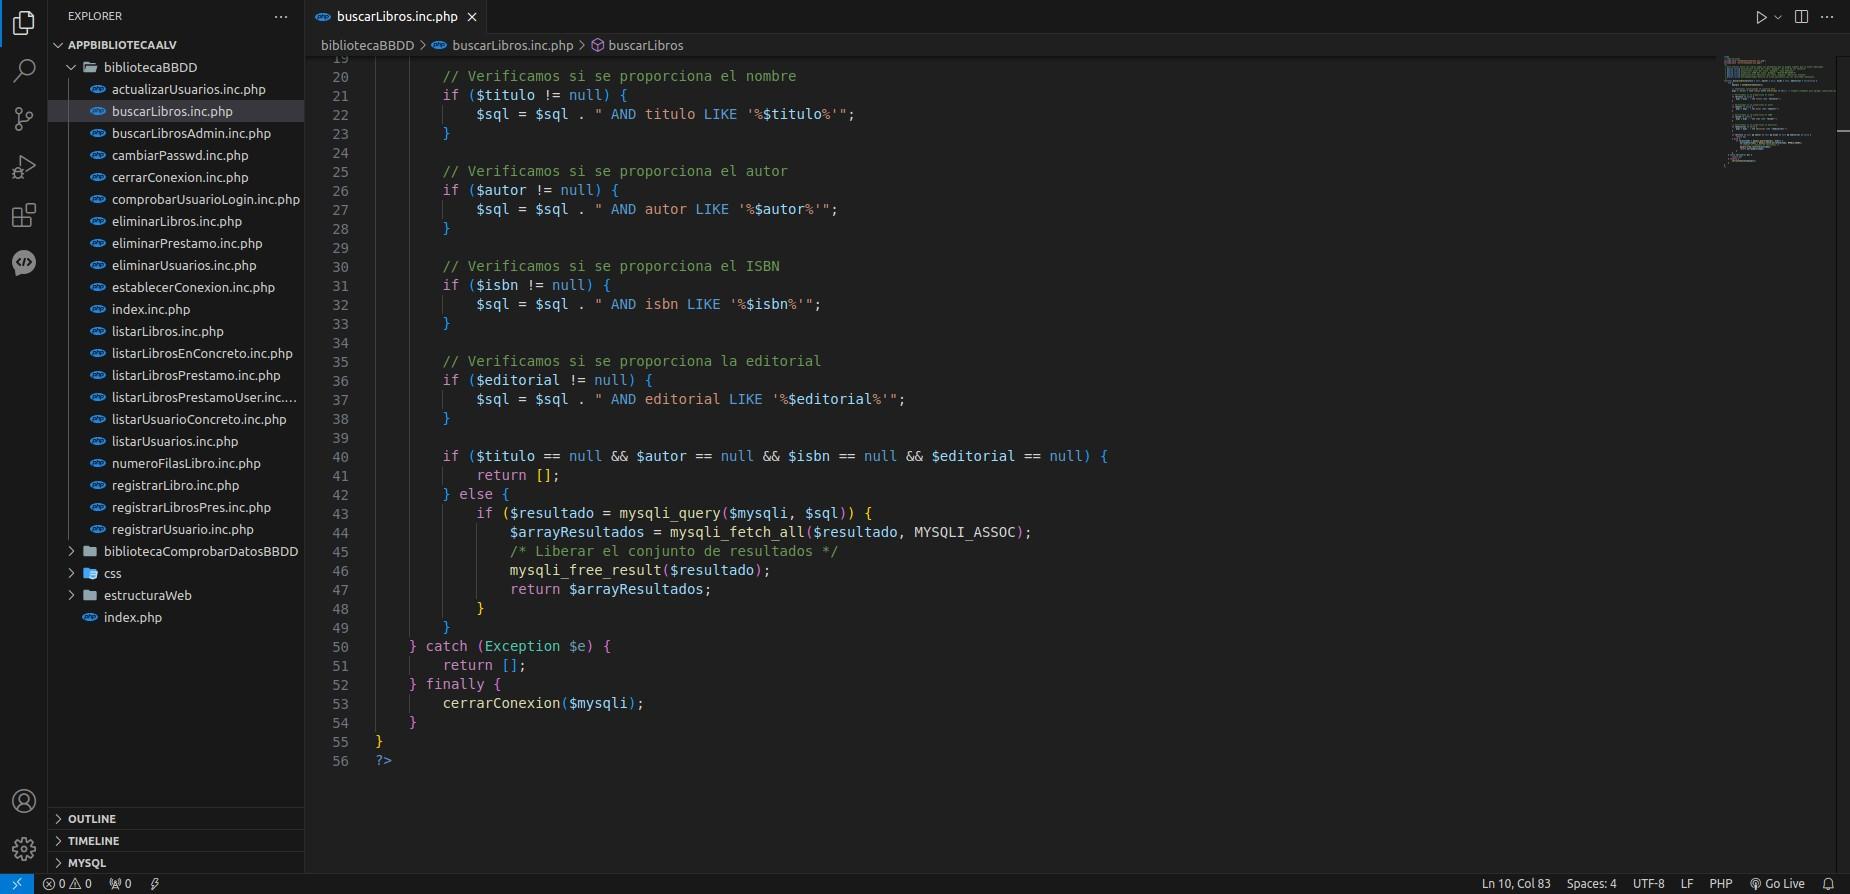 EXPLORER
APPBIBLIOTECAALV
bibliotecaBBDD
actualizarUsuarios.inc.php
buscarLibros.inc.php
buscarLibrosAdmin.inc.php
cambiarPasswd.inc.php
cerrarConexion.inc.php
comprobarUsuarioLogin.inc.php
eliminarLibros.inc.php
eliminarPrestamo.inc.php
eliminarUsuarios.inc.php
establecerConexion.inc.php
index.inc.php
listarLibros.inc.php
listarLibrosEnConcreto.inc.php
listarLibrosPrestamo.inc.php
listarLibrosPrestamoUser.inc....
listarUsuarioConcreto.inc.php
listarUsuarios.inc.php
numeroFilasLibro.inc.php
registrarLibro.inc.php
registrarLibrosPres.inc.php
registrarUsuario.inc.php
bibliotecaComprobarDatosBBDD
css
estructuraWeb
index.php
OUTLINE
TIMELINE
MYSQL
buscarLibros.inc.php
bibliotecaBBDD > buscarLibros.inc.php > buscarLibros
19
20 // Verificamos si se proporciona el nombre
21 if ($titulo != null) {
22 $sql = $sql . " AND titulo LIKE '%$titulo%'";
23 }
24
25 // Verificamos si se proporciona el autor
26 if ($autor != null) {
27 $sql = $sql . " AND autor LIKE '%$autor%'";
28 }
29
30 // Verificamos si se proporciona el ISBN
31 if ($isbn != null) {
32 $sql = $sql . " AND isbn LIKE '%$isbn%'";
33 }
34
35 // Verificamos si se proporciona la editorial
36 if ($editorial != null) {
37 $sql = $sql . " AND editorial LIKE '%$editorial%'";
38 }
39
40 if ($titulo == null && $autor == null && $isbn == null && $editorial == null) {
41 return [];
42 } else {
43 if ($resultado = mysqli_query($mysqli, $sql)) {
44 $arrayResultados = mysqli_fetch_all($resultado, MYSQLI_ASSOC);
45 /* Liberar el conjunto de resultados */
46 mysqli_free_result($resultado);
47 return $arrayResultados;
48 }
49 }
50 } catch (Exception $e) {
51 return [];
52 } finally {
53 cerrarConexion($mysqli);
54 }
55 }
56 ?>
0 0 0
Ln 10, Col 83 Spaces: 4 UTF-8 LF PHP Go Live